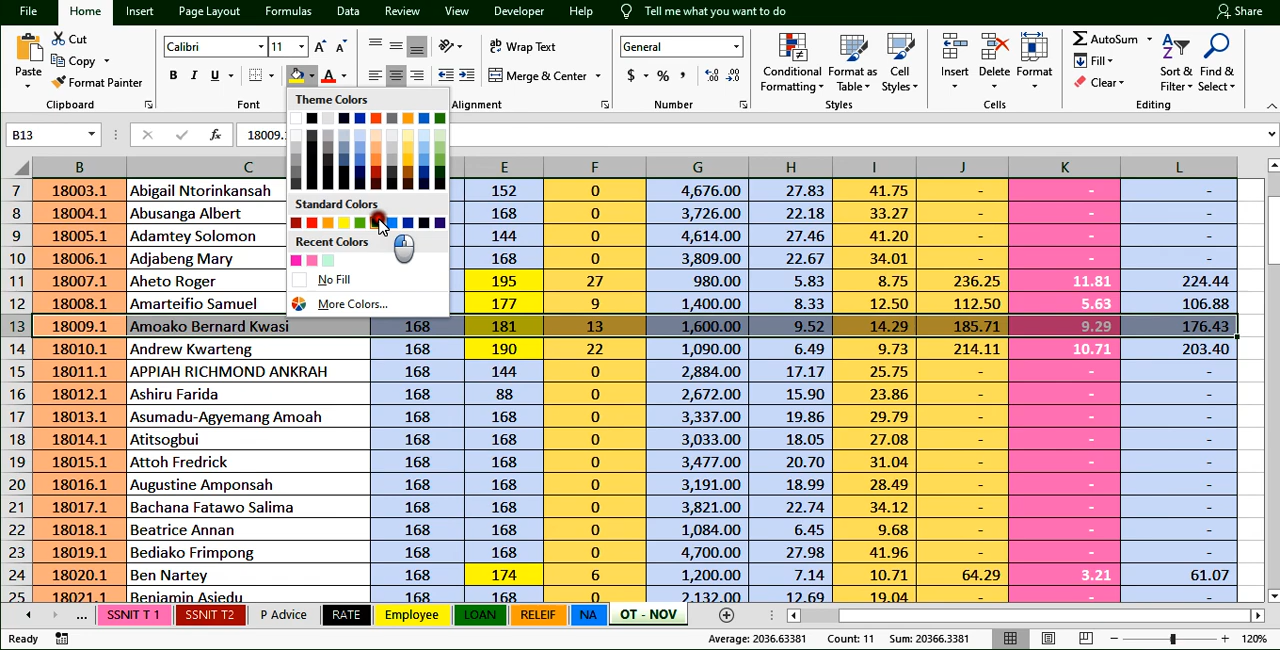 File Home Insert Page Layout Formulas Data Review View Developer Help Tell me what you want to do Share
Paste Cut Copy Format Painter Clipboard
Calibri 11 A A B I U A Font
Wrap Text Merge & Center Alignment
General $ % , Number
Conditional Formatting Format as Table Cell Styles Styles
Insert Delete Format Cells
AutoSum Fill Clear Sort & Filter Find & Select Editing
Theme Colors
Standard Colors
Recent Colors
No Fill
More Colors...
B13 fx 18009.
B C E F G H I J K L
7 18003.1 Abigail Ntorinkansah 152 0 4,676.00 27.83 41.75 - - -
8 18004.1 Abusanga Albert 168 0 3,726.00 22.18 33.27 - - -
9 18005.1 Adamtey Solomon 144 0 4,614.00 27.46 41.20 - - -
10 18006.1 Adjabeng Mary 168 0 3,809.00 22.67 34.01 - - -
11 18007.1 Aheto Roger 195 27 980.00 5.83 8.75 236.25 11.81 224.44
12 18008.1 Amarteifio Samuel 177 9 1,400.00 8.33 12.50 112.50 5.63 106.88
13 18009.1 Amoako Bernard Kwasi 168 181 13 1,600.00 9.52 14.29 185.71 9.29 176.43
14 18010.1 Andrew Kwarteng 168 190 22 1,090.00 6.49 9.73 214.11 10.71 203.40
15 18011.1 APPIAH RICHMOND ANKRAH 168 144 0 2,884.00 17.17 25.75 - - -
16 18012.1 Ashiru Farida 168 88 0 2,672.00 15.90 23.86 - - -
17 18013.1 Asumadu-Agyemang Amoah 168 168 0 3,337.00 19.86 29.79 - - -
18 18014.1 Atitsogbui 168 168 0 3,033.00 18.05 27.08 - - -
19 18015.1 Attoh Fredrick 168 168 0 3,477.00 20.70 31.04 - - -
20 18016.1 Augustine Amponsah 168 168 0 3,191.00 18.99 28.49 - - -
21 18017.1 Bachana Fatawo Salima 168 168 0 3,821.00 22.74 34.12 - - -
22 18018.1 Beatrice Annan 168 168 0 1,084.00 6.45 9.68 - - -
23 18019.1 Bediako Frimpong 168 168 0 4,700.00 27.98 41.96 - - -
24 18020.1 Ben Nartey 168 174 6 1,200.00 7.14 10.71 64.29 3.21 61.07
25 18021.1 Benjamin Asiedu 168 168 0 2,132.00 12.69 19.04 - - -
... SSNIT T 1 SSNIT T2 P Advice RATE Employee LOAN RELEIF NA OT - NOV
Ready Average: 2036.63381 Count: 11 Sum: 20366.3381 120%